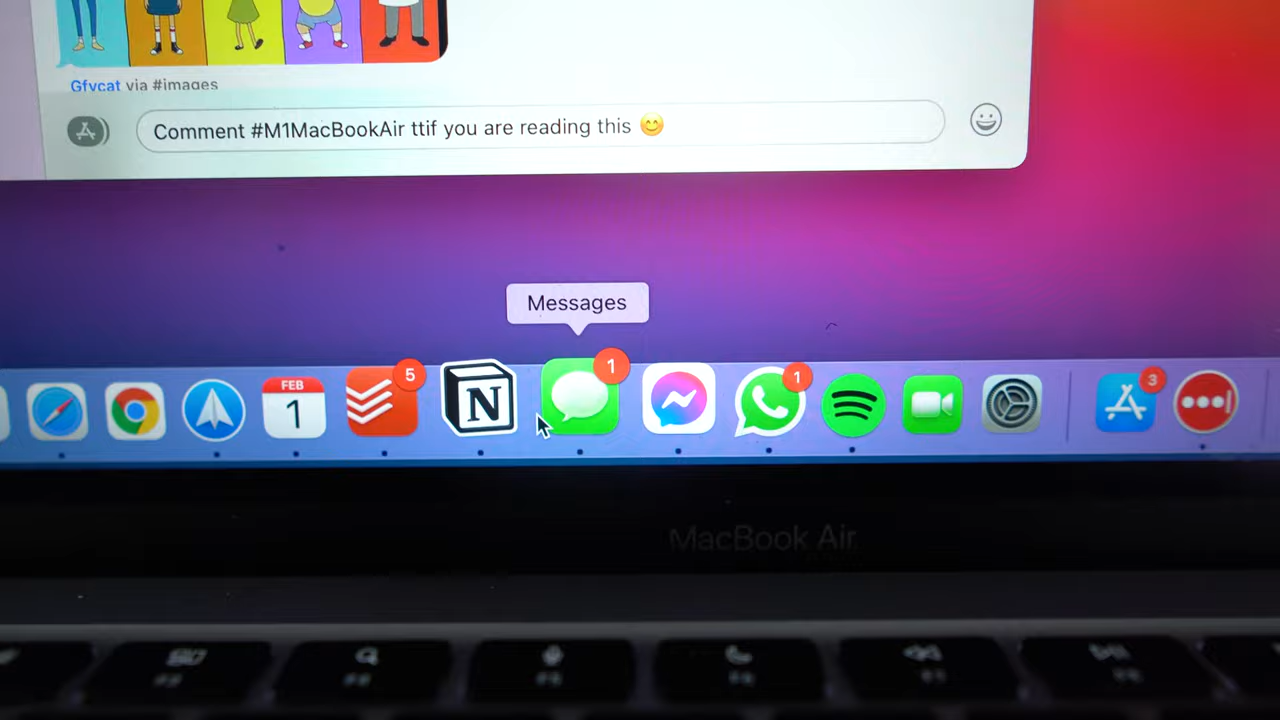 Gfycat via #images
Comment #M1MacBookAir ttif you are reading this 😊
Messages
FEB
1
5
N
1
1
3
MacBook Air